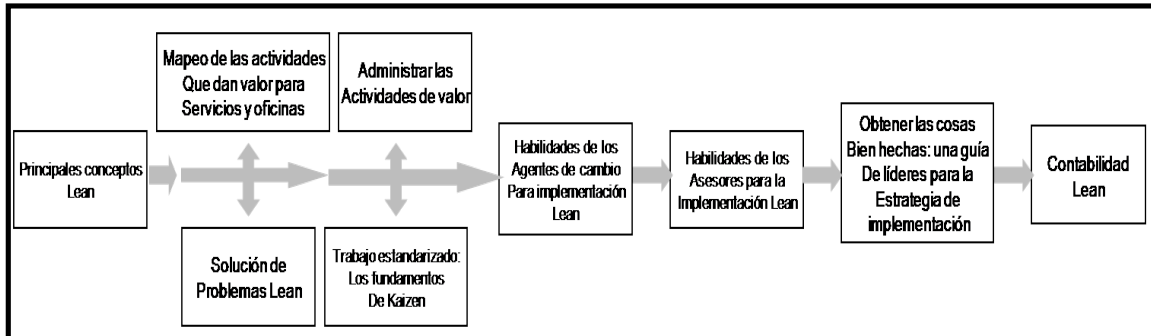 Principales conceptos
Lean
Mapeo de las actividades
Que dan valor para
Servicios y oficinas
Solución de
Problemas Lean
Administrar las
Actividades de valor
Trabajo estandarizado:
Los fundamentos
De Kaizen
Habilidades de los
Agentes de cambio
Para implementación
Lean
Habilidades de los
Asesores para la
Implementación Lean
Obtener las cosas
Bien hechas: una guía
De líderes para la
Estrategia de
implementación
Contabilidad
Lean